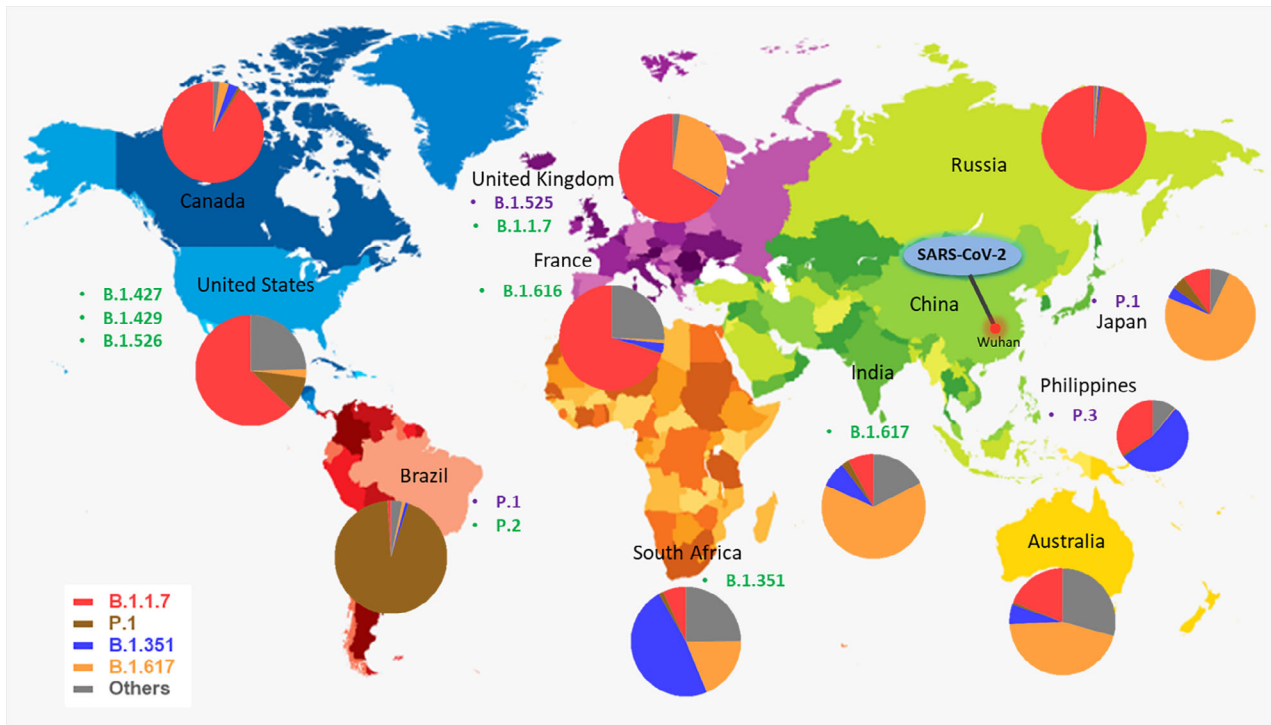 Canada
United Kingdom
• B.1.525
• B.1.1.7
Russia
France
• B.1.616
SARS-CoV-2
United States
• B.1.427
• B.1.429
• B.1.526
China
• P.1
Japan
Wuhan
India
Philippines
• P.3
• B.1.617
Brazil
• P.1
• P.2
South Africa
• B.1.351
Australia
B.1.1.7
P.1
B.1.351
B.1.617
Others